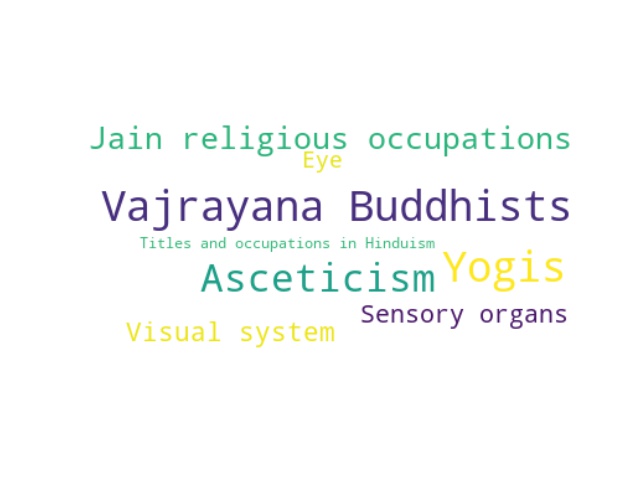 Jain religious occupations
Eye
Vajrayana Buddhists
Titles and occupations in Hinduism
Yogis
Asceticism
Sensory organs
Visual system